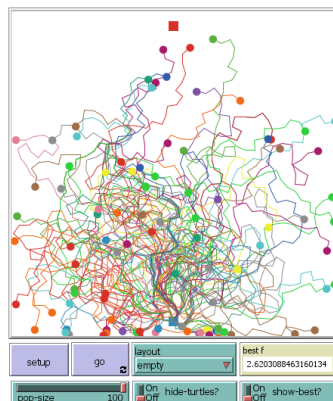 setup
go
layout
empty
best f
2.6203088463160134
pop-size
100
On
Off
hide-turtles?
On
Off
show-best?